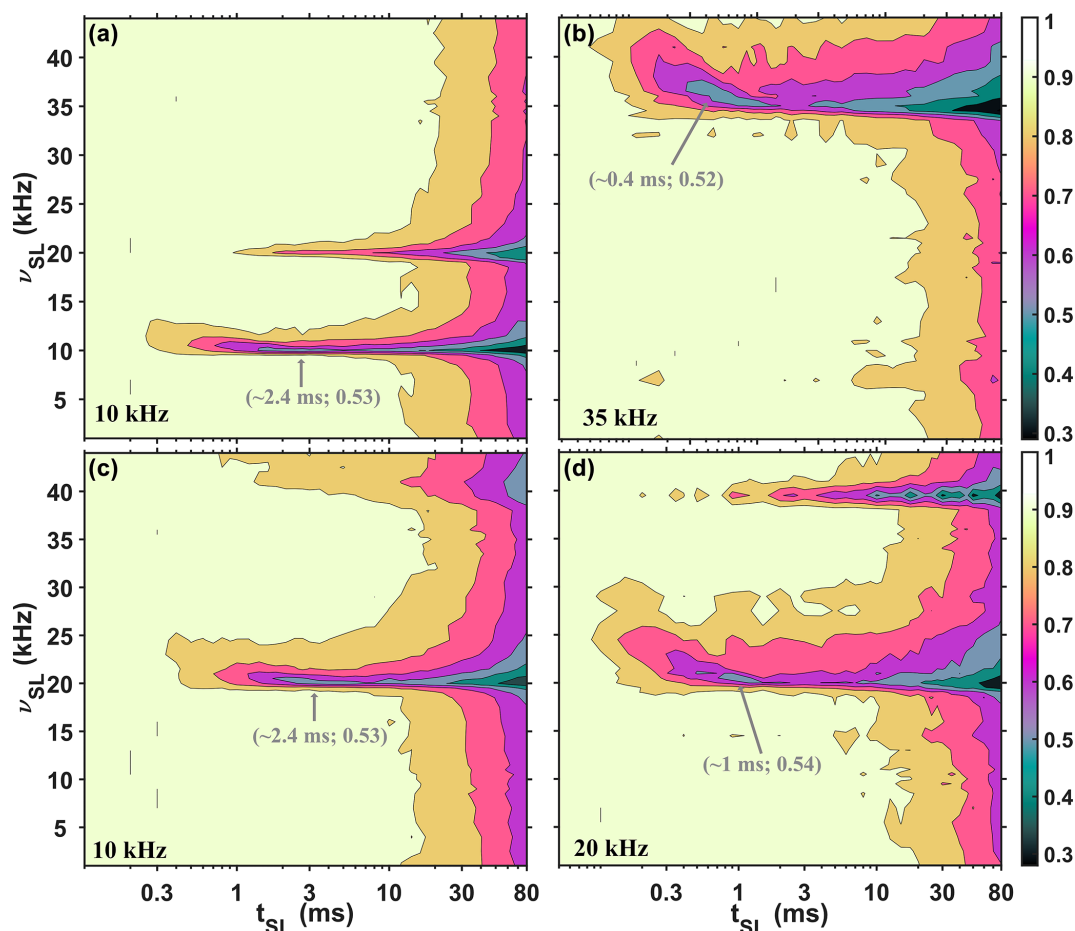 (a)
(b)
1
40
0.9
35
0.8
30
25
0.7
ν_SL (kHz)
20
(~0.4 ms; 0.52)
0.6
15
0.5
10
(~2.4 ms; 0.53)
0.4
5
10 kHz
35 kHz
0.3
(c)
(d)
1
40
0.9
35
0.8
30
25
0.7
ν_SL (kHz)
20
0.6
15
(~2.4 ms; 0.53)
(~1 ms; 0.54)
0.5
10
0.4
5
10 kHz
20 kHz
0.3
0.3 1 3 10 30 80
0.3 1 3 10 30 80
t_SL (ms)
t_SL (ms)